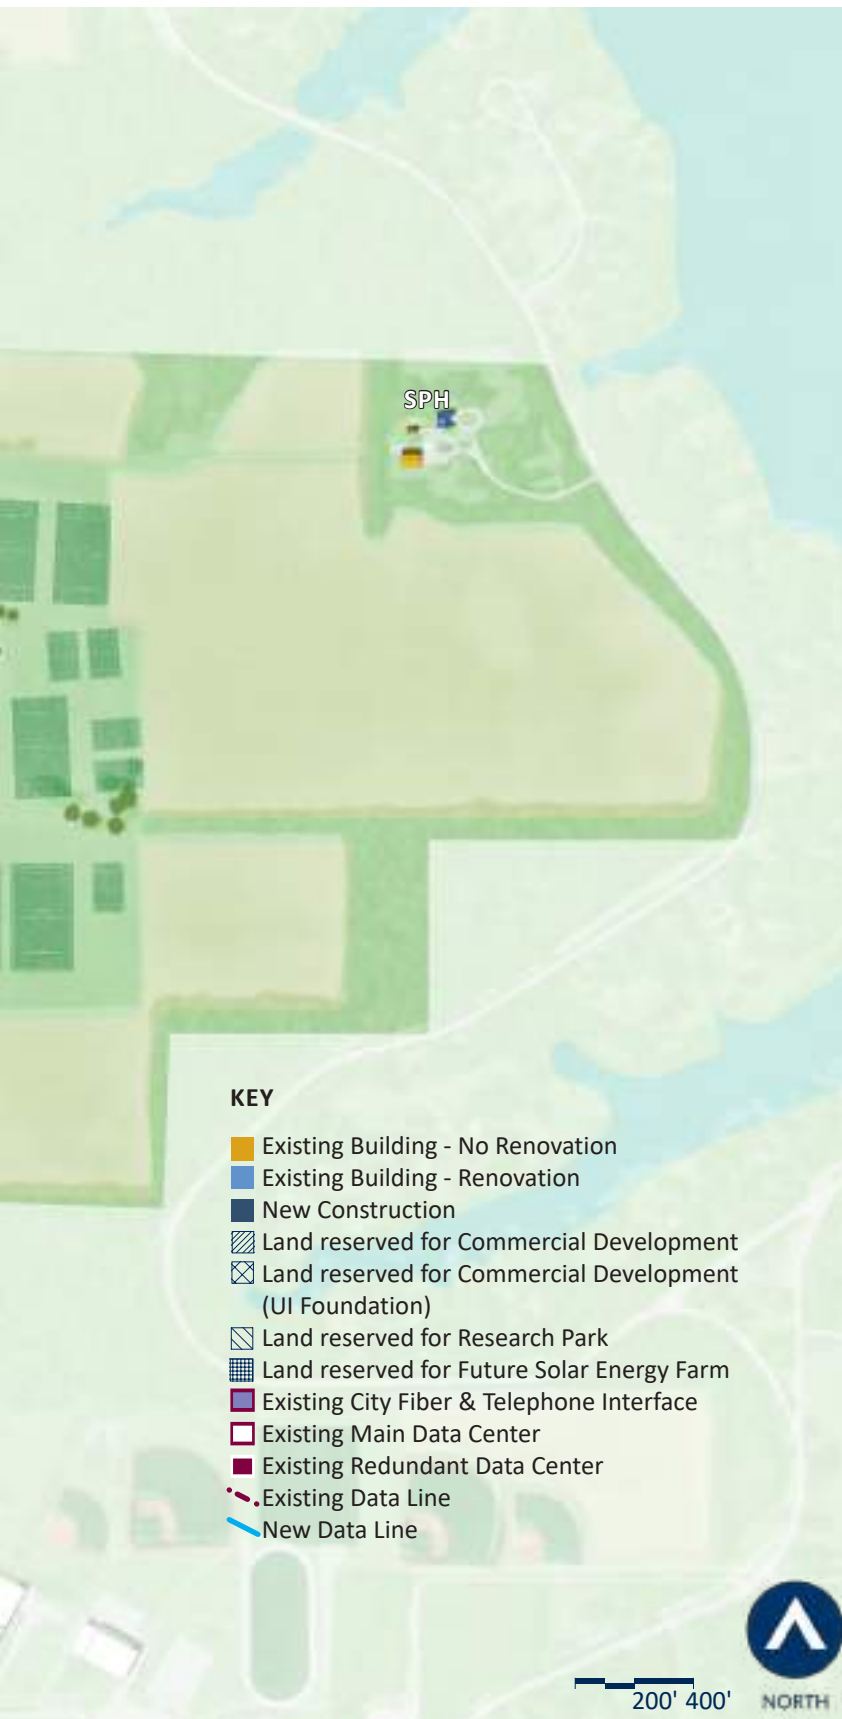 SPH
KEY
Existing Building - No Renovation
Existing Building - Renovation
New Construction
Land reserved for Commercial Development
Land reserved for Commercial Development
(UI Foundation)
Land reserved for Research Park
Land reserved for Future Solar Energy Farm
Existing City Fiber & Telephone Interface
Existing Main Data Center
Existing Redundant Data Center
Existing Data Line
New Data Line
200' 400'
NORTH